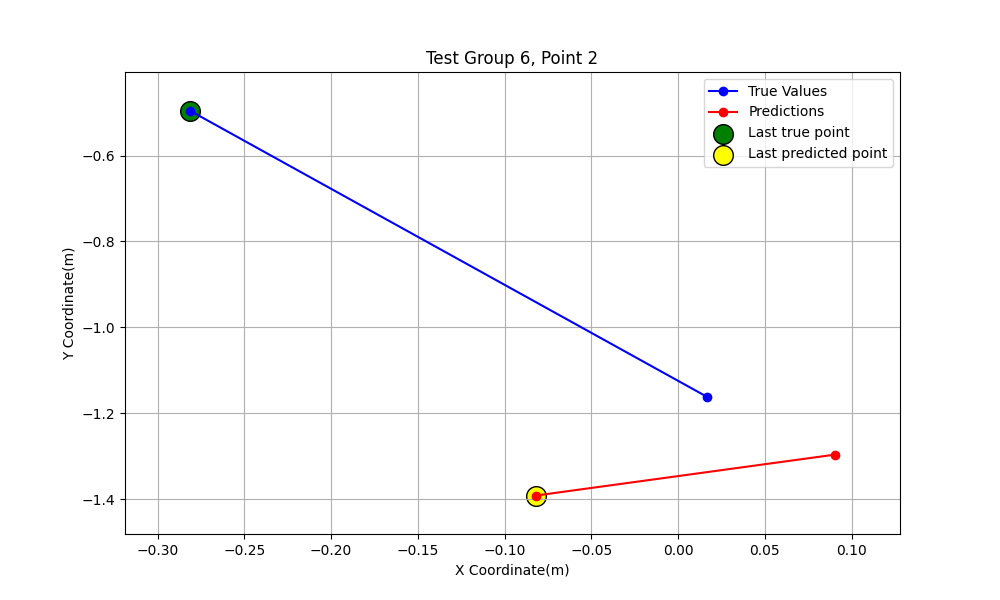 Test Group 6, Point 2
True Values
Predictions
Last true point
Last predicted point
Y Coordinate(m)
−0.6
−0.8
−1.0
−1.2
−1.4
−0.30 −0.25 −0.20 −0.15 −0.10 −0.05 0.00 0.05 0.10
X Coordinate(m)